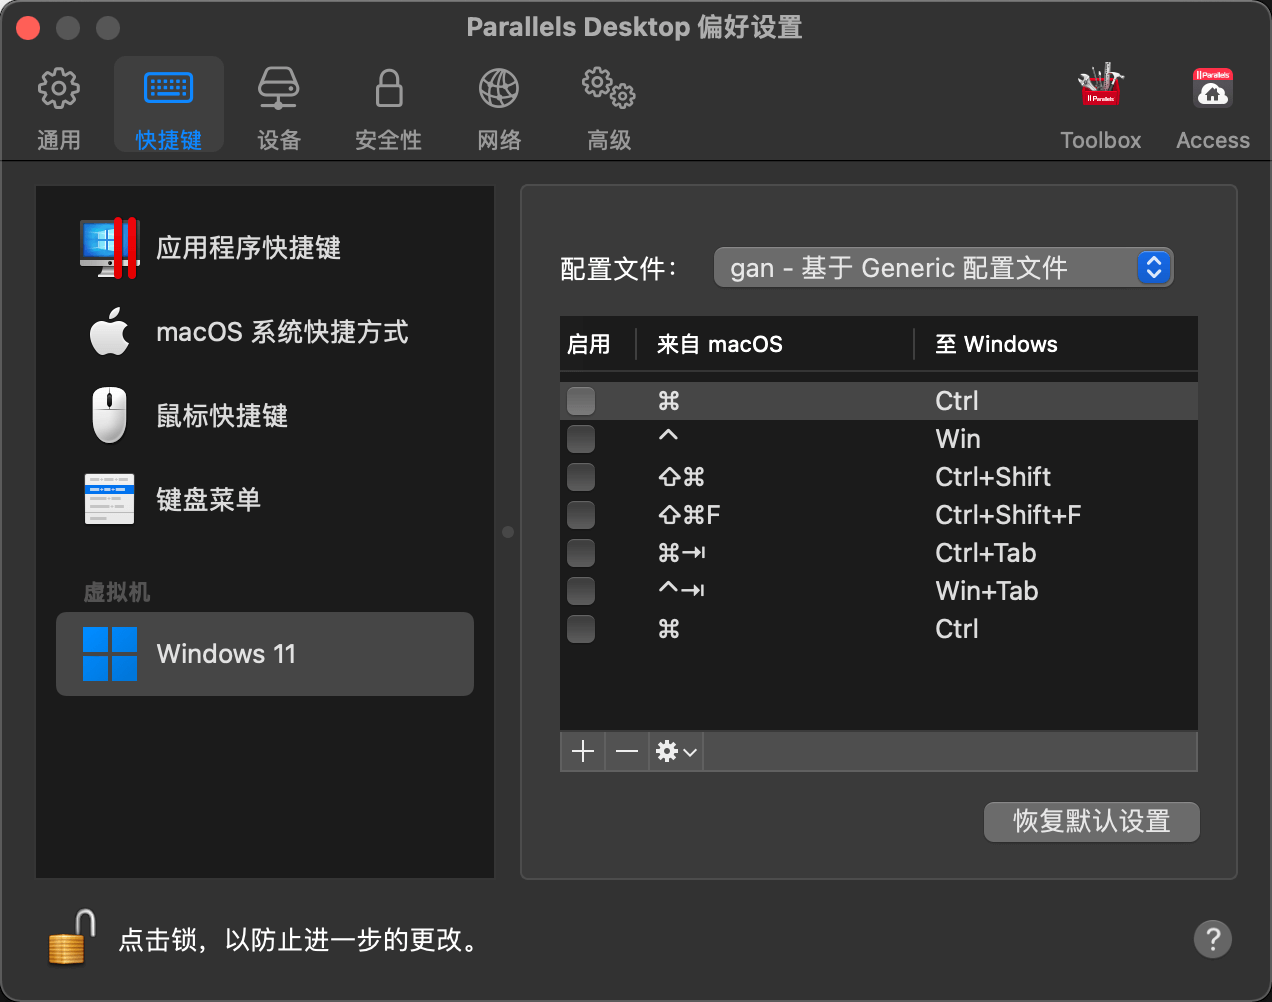 Parallels Desktop 偏好设置
通用
快捷键
设备
安全性
网络
高级
Toolbox
Access
应用程序快捷键
macOS 系统快捷方式
鼠标快捷键
键盘菜单
虚拟机
Windows 11
配置文件：
gan - 基于 Generic 配置文件
启用 来自 macOS 至 Windows
⌘ Ctrl
^ Win
⇧⌘ Ctrl+Shift
⇧⌘F Ctrl+Shift+F
⌘⇥ Ctrl+Tab
^⇥ Win+Tab
⌘ Ctrl
恢复默认设置
点击锁，以防止进一步的更改。
?